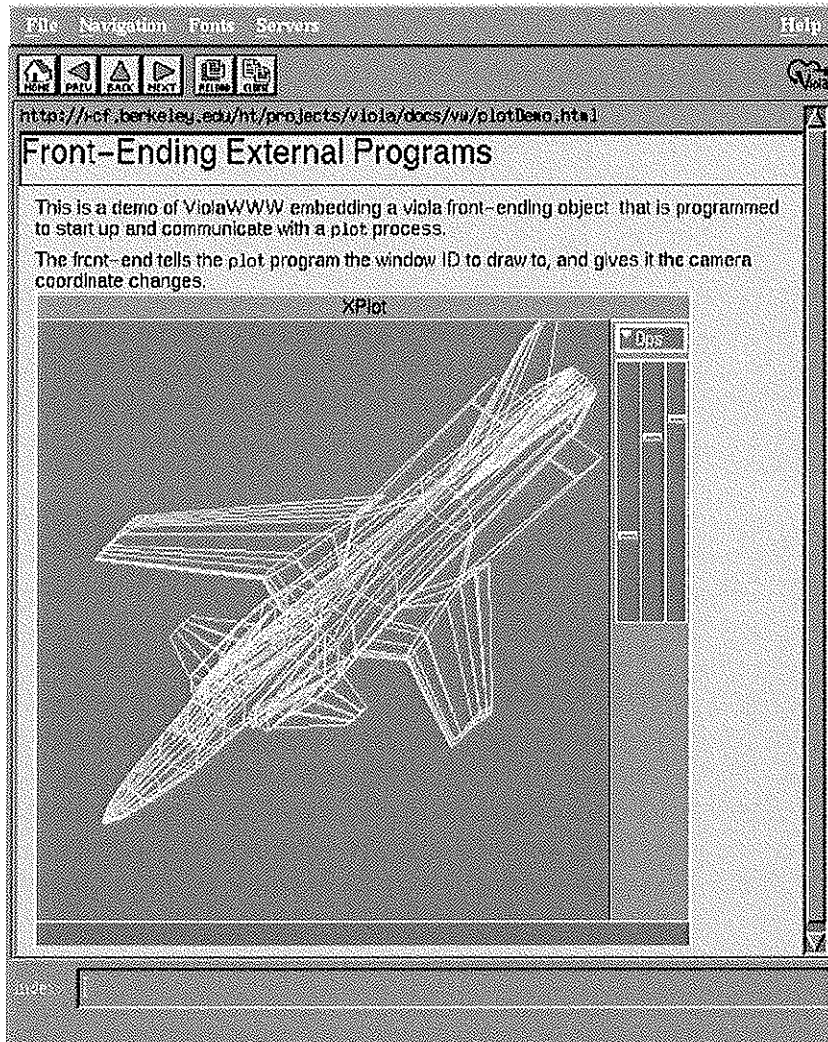 File Navigation Fonts Servers Help
HOME PREV BACK NEXT RELOAD CLONE Viola
http://xcf.berkeley.edu/ht/projects/viola/docs/vw/plotDemo.html
Front-Ending External Programs
This is a demo of ViolaWWW embedding a viola front-ending object that is programmed
to start up and communicate with a plot process.
The front-end tells the plot program the window ID to draw to, and gives it the camera
coordinate changes.
XPlot
Ops